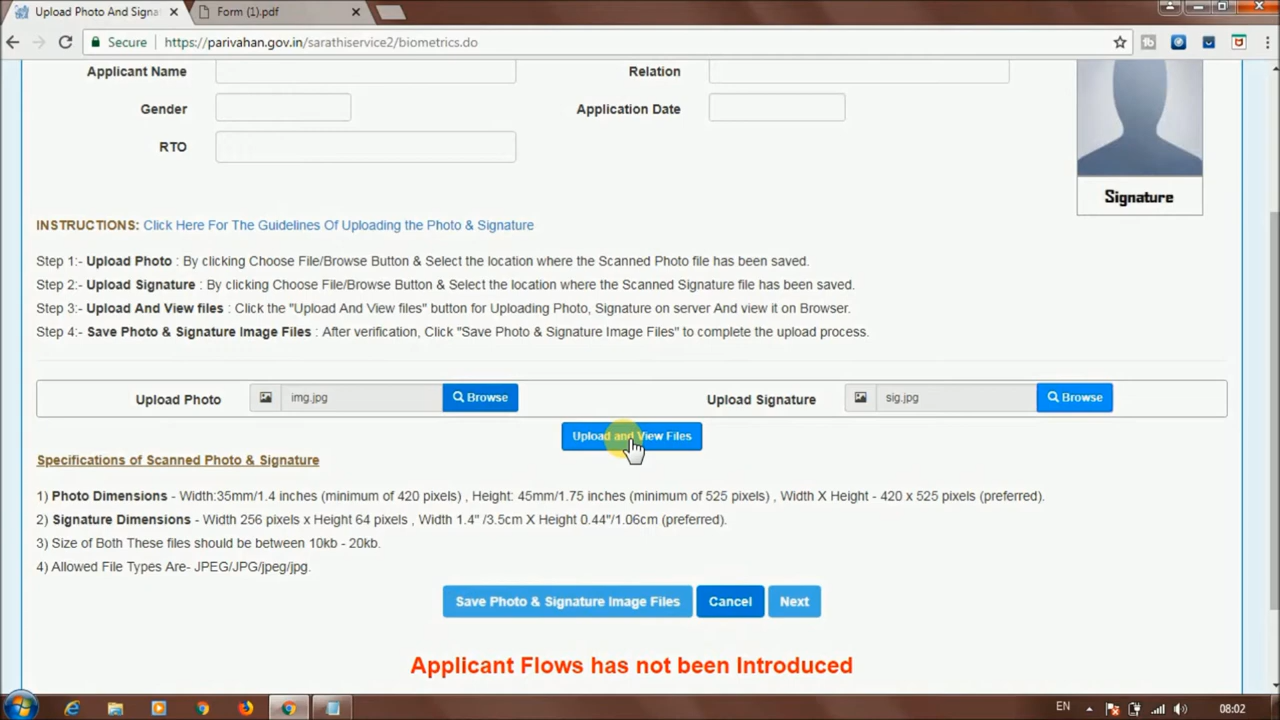 Upload Photo And Signa
Form (1).pdf
Secure
https://parivahan.gov.in/sarathiservice2/biometrics.do
Applicant Name
Relation
Gender
Application Date
RTO
Signature
INSTRUCTIONS: Click Here For The Guidelines Of Uploading the Photo & Signature
Step 1:- Upload Photo : By clicking Choose File/Browse Button & Select the location where the Scanned Photo file has been saved.
Step 2:- Upload Signature : By clicking Choose File/Browse Button & Select the location where the Scanned Signature file has been saved.
Step 3:- Upload And View files : Click the "Upload And View files" button for Uploading Photo, Signature on server And view it on Browser.
Step 4:- Save Photo & Signature Image Files : After verification, Click "Save Photo & Signature Image Files" to complete the upload process.
Upload Photo
img.jpg
Browse
Upload Signature
sig.jpg
Browse
Upload and View Files
Specifications of Scanned Photo & Signature
1) Photo Dimensions - Width:35mm/1.4 inches (minimum of 420 pixels) , Height: 45mm/1.75 inches (minimum of 525 pixels) , Width X Height - 420 x 525 pixels (preferred).
2) Signature Dimensions - Width 256 pixels x Height 64 pixels , Width 1.4" /3.5cm X Height 0.44"/1.06cm (preferred).
3) Size of Both These files should be between 10kb - 20kb.
4) Allowed File Types Are- JPEG/JPG/jpeg/jpg.
Save Photo & Signature Image Files
Cancel
Next
Applicant Flows has not been Introduced
EN
08:02